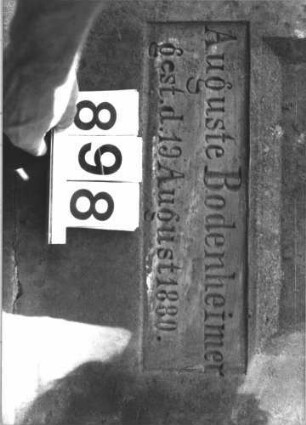 Auguste Bodenheimer
gest. d. 19 August 1880.
898